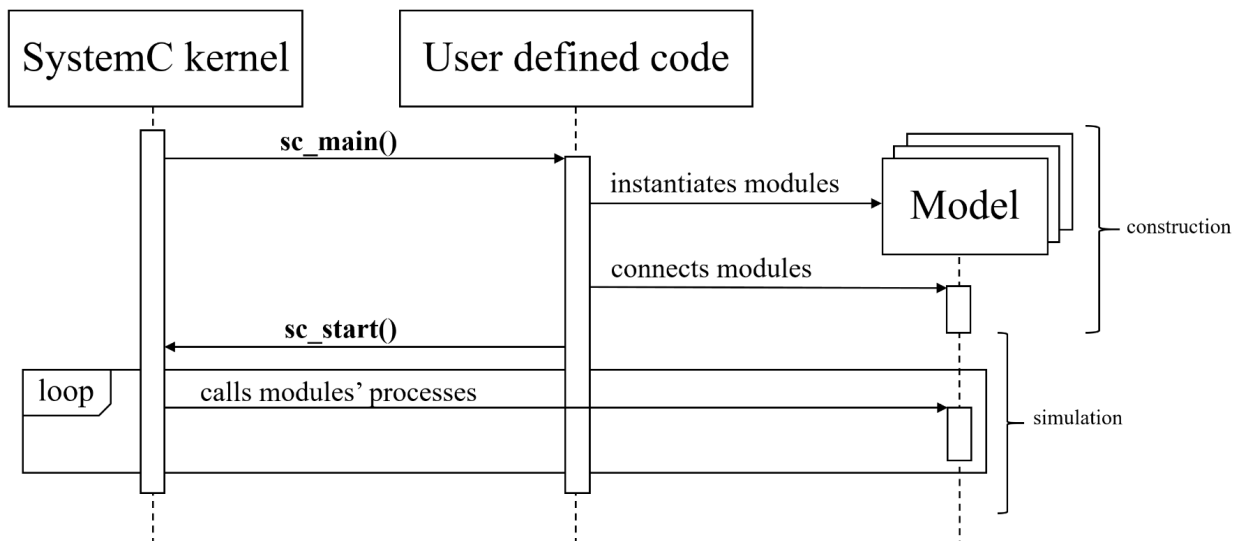 SystemC kernel
User defined code
sc_main()
instantiates modules
Model
construction
connects modules
sc_start()
loop
calls modules’ processes
simulation